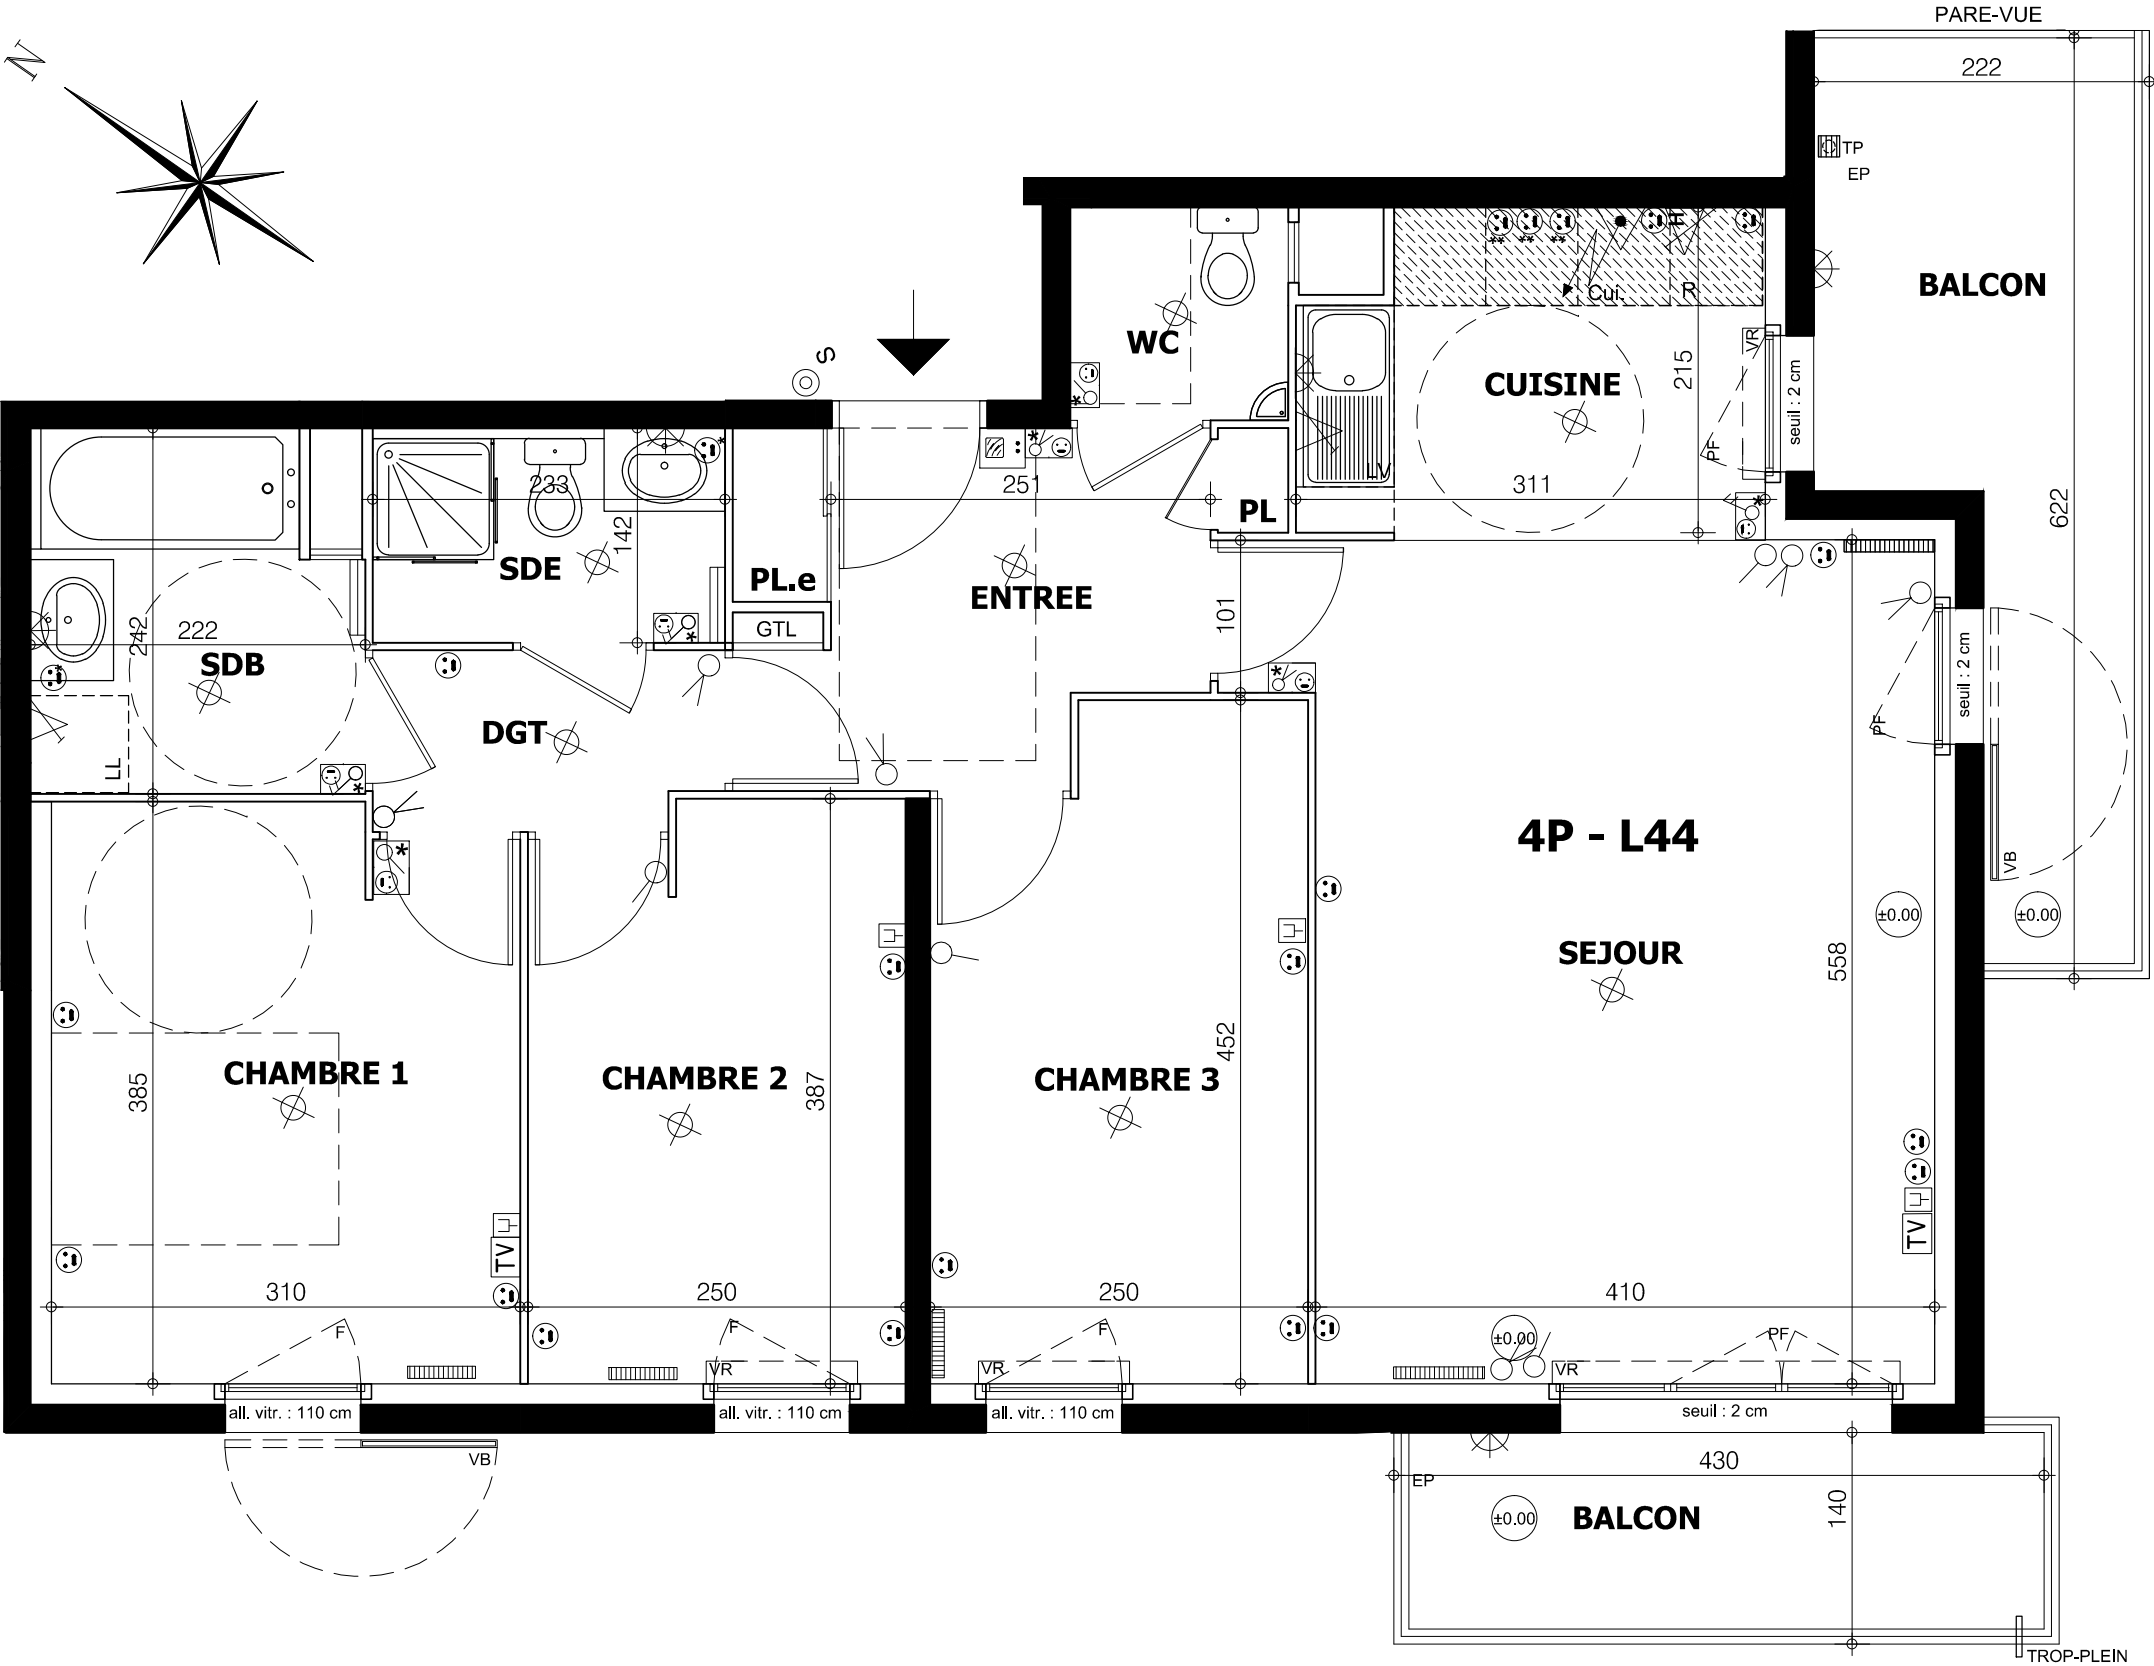 PARE-VUE
N
222
TP
EP
BALCON
H
Cui.
R
S
WC
CUISINE
215
VR
seuil : 2 cm
PF
LV
233
251
311
PL
622
142
SDE
PL.e
ENTREE
101
GTL
242
222
SDB
seuil : 2 cm
PF
DGT
LL
4P - L44
VB
±0.00
±0.00
SEJOUR
558
452
CHAMBRE 1
CHAMBRE 2
CHAMBRE 3
385
387
TV
TV
310
250
250
410
F
F
F
±0.00
PF
VR
VR
VR
all. vitr. : 110 cm
all. vitr. : 110 cm
all. vitr. : 110 cm
seuil : 2 cm
VB
430
EP
140
±0.00
BALCON
TROP-PLEIN